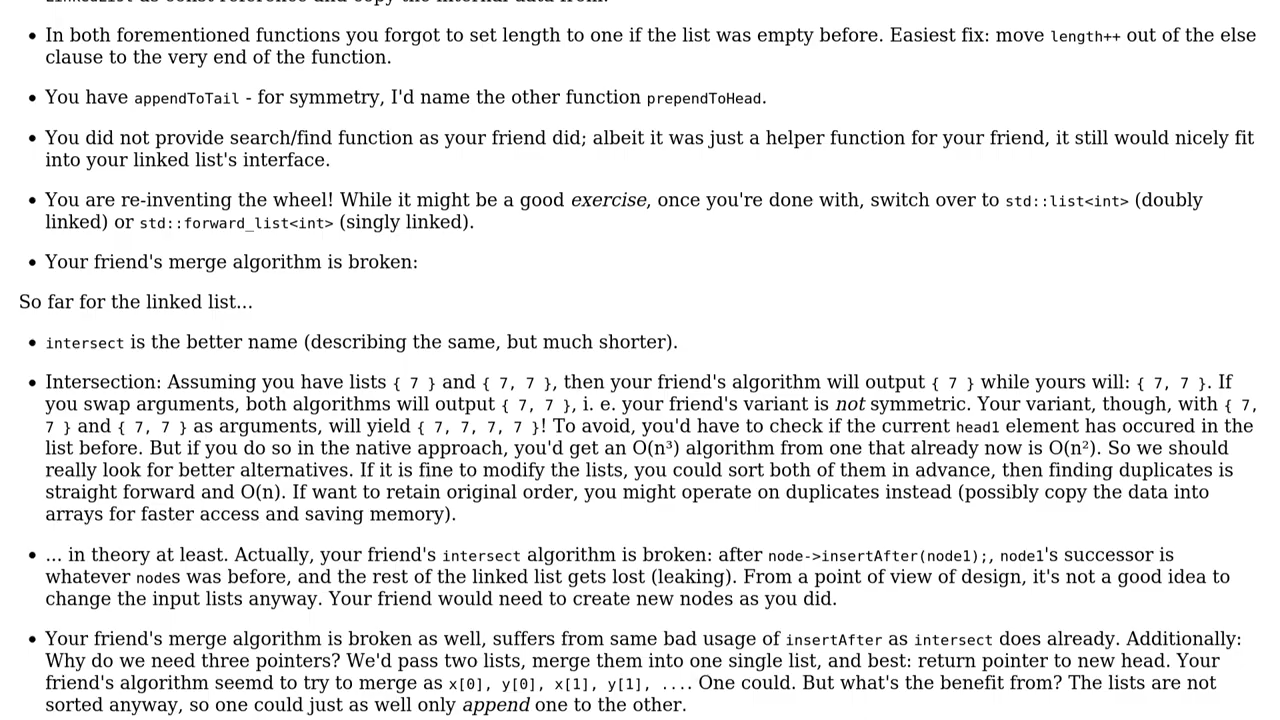 LinkedList as const reference and copy the internal data from.
• In both forementioned functions you forgot to set length to one if the list was empty before. Easiest fix: move length++ out of the else
clause to the very end of the function.
• You have appendToTail - for symmetry, I'd name the other function prependToHead.
• You did not provide search/find function as your friend did; albeit it was just a helper function for your friend, it still would nicely fit
into your linked list's interface.
• You are re-inventing the wheel! While it might be a good exercise, once you're done with, switch over to std::list<int> (doubly
linked) or std::forward_list<int> (singly linked).
• Your friend's merge algorithm is broken:
So far for the linked list...
• intersect is the better name (describing the same, but much shorter).
• Intersection: Assuming you have lists { 7 } and { 7, 7 }, then your friend's algorithm will output { 7 } while yours will: { 7, 7 }. If
you swap arguments, both algorithms will output { 7, 7 }, i. e. your friend's variant is not symmetric. Your variant, though, with { 7,
7 } and { 7, 7 } as arguments, will yield { 7, 7, 7, 7 }! To avoid, you'd have to check if the current head1 element has occured in the
list before. But if you do so in the native approach, you'd get an O(n³) algorithm from one that already now is O(n²). So we should
really look for better alternatives. If it is fine to modify the lists, you could sort both of them in advance, then finding duplicates is
straight forward and O(n). If want to retain original order, you might operate on duplicates instead (possibly copy the data into
arrays for faster access and saving memory).
• ... in theory at least. Actually, your friend's intersect algorithm is broken: after node->insertAfter(node1);, node1's successor is
whatever nodes was before, and the rest of the linked list gets lost (leaking). From a point of view of design, it's not a good idea to
change the input lists anyway. Your friend would need to create new nodes as you did.
• Your friend's merge algorithm is broken as well, suffers from same bad usage of insertAfter as intersect does already. Additionally:
Why do we need three pointers? We'd pass two lists, merge them into one single list, and best: return pointer to new head. Your
friend's algorithm seemd to try to merge as x[0], y[0], x[1], y[1], .... One could. But what's the benefit from? The lists are not
sorted anyway, so one could just as well only append one to the other.